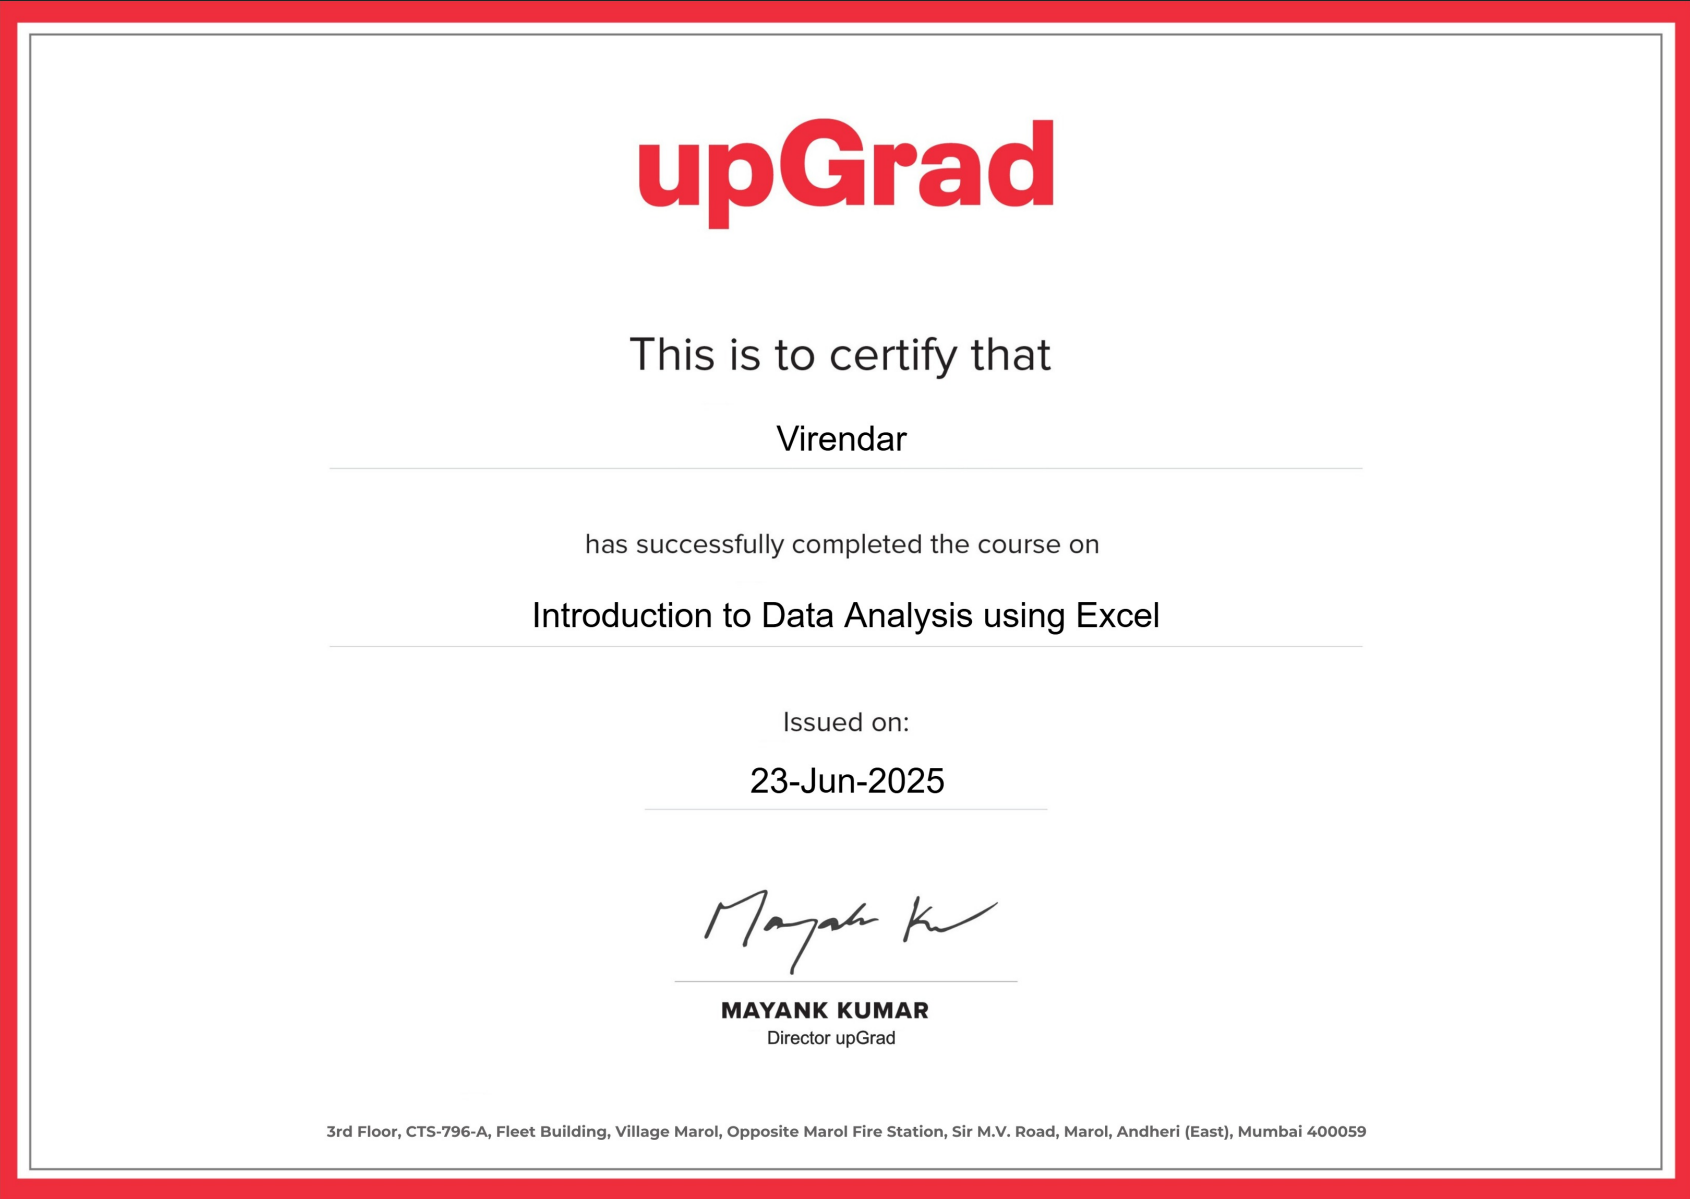 upGrad
This is to certify that
Virendar
has successfully completed the course on
Introduction to Data Analysis using Excel
Issued on:
23-Jun-2025
Mayank Ku
MAYANK KUMAR
Director upGrad
3rd Floor, CTS-796-A, Fleet Building, Village Marol, Opposite Marol Fire Station, Sir M.V. Road, Marol, Andheri (East), Mumbai 400059